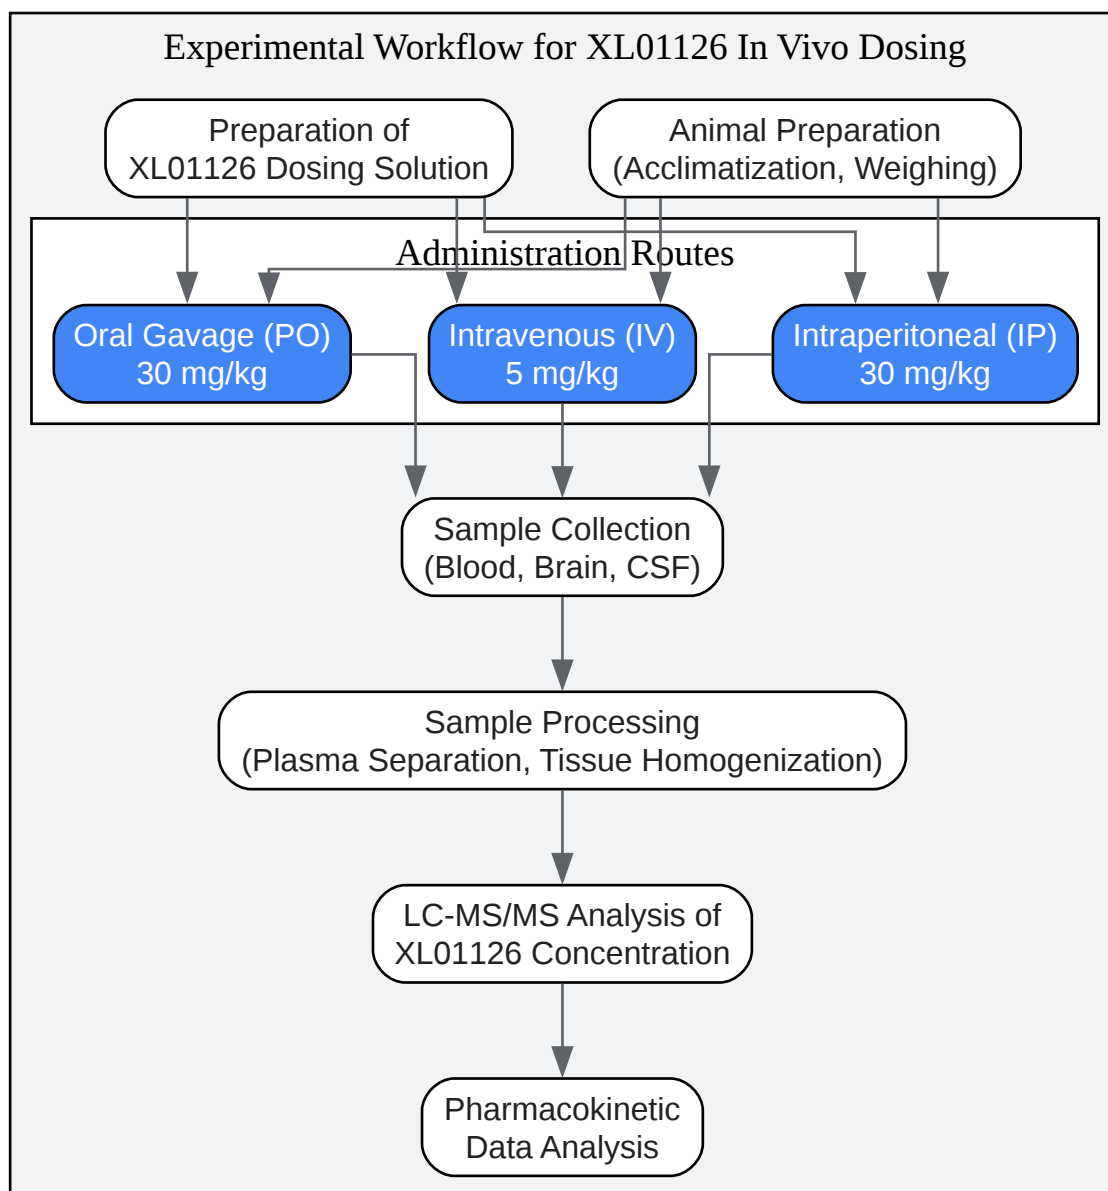 Experimental Workflow for XL01126 In Vivo Dosing
Preparation of
XL01126 Dosing Solution
Animal Preparation
(Acclimatization, Weighing)
Administration Routes
Oral Gavage (PO)
30 mg/kg
Intravenous (IV)
5 mg/kg
Intraperitoneal (IP)
30 mg/kg
Sample Collection
(Blood, Brain, CSF)
Sample Processing
(Plasma Separation, Tissue Homogenization)
LC-MS/MS Analysis of
XL01126 Concentration
Pharmacokinetic
Data Analysis